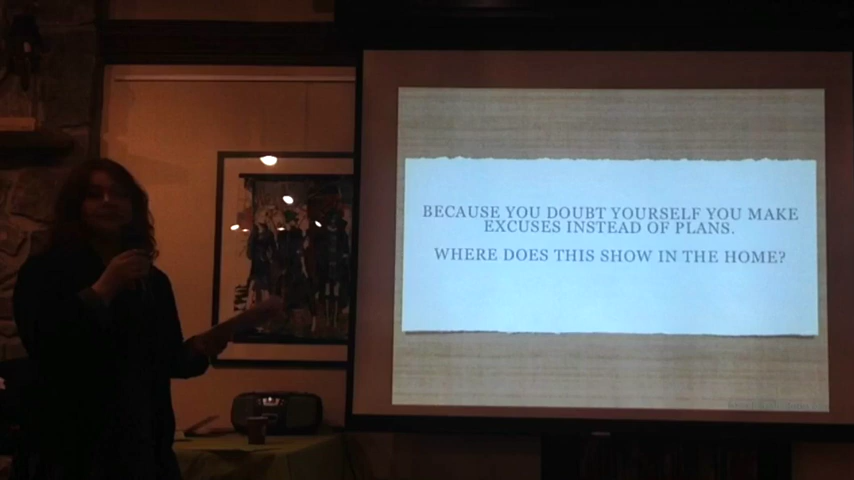 BECAUSE YOU DOUBT YOURSELF YOU MAKE
EXCUSES INSTEAD OF PLANS.
WHERE DOES THIS SHOW IN THE HOME?